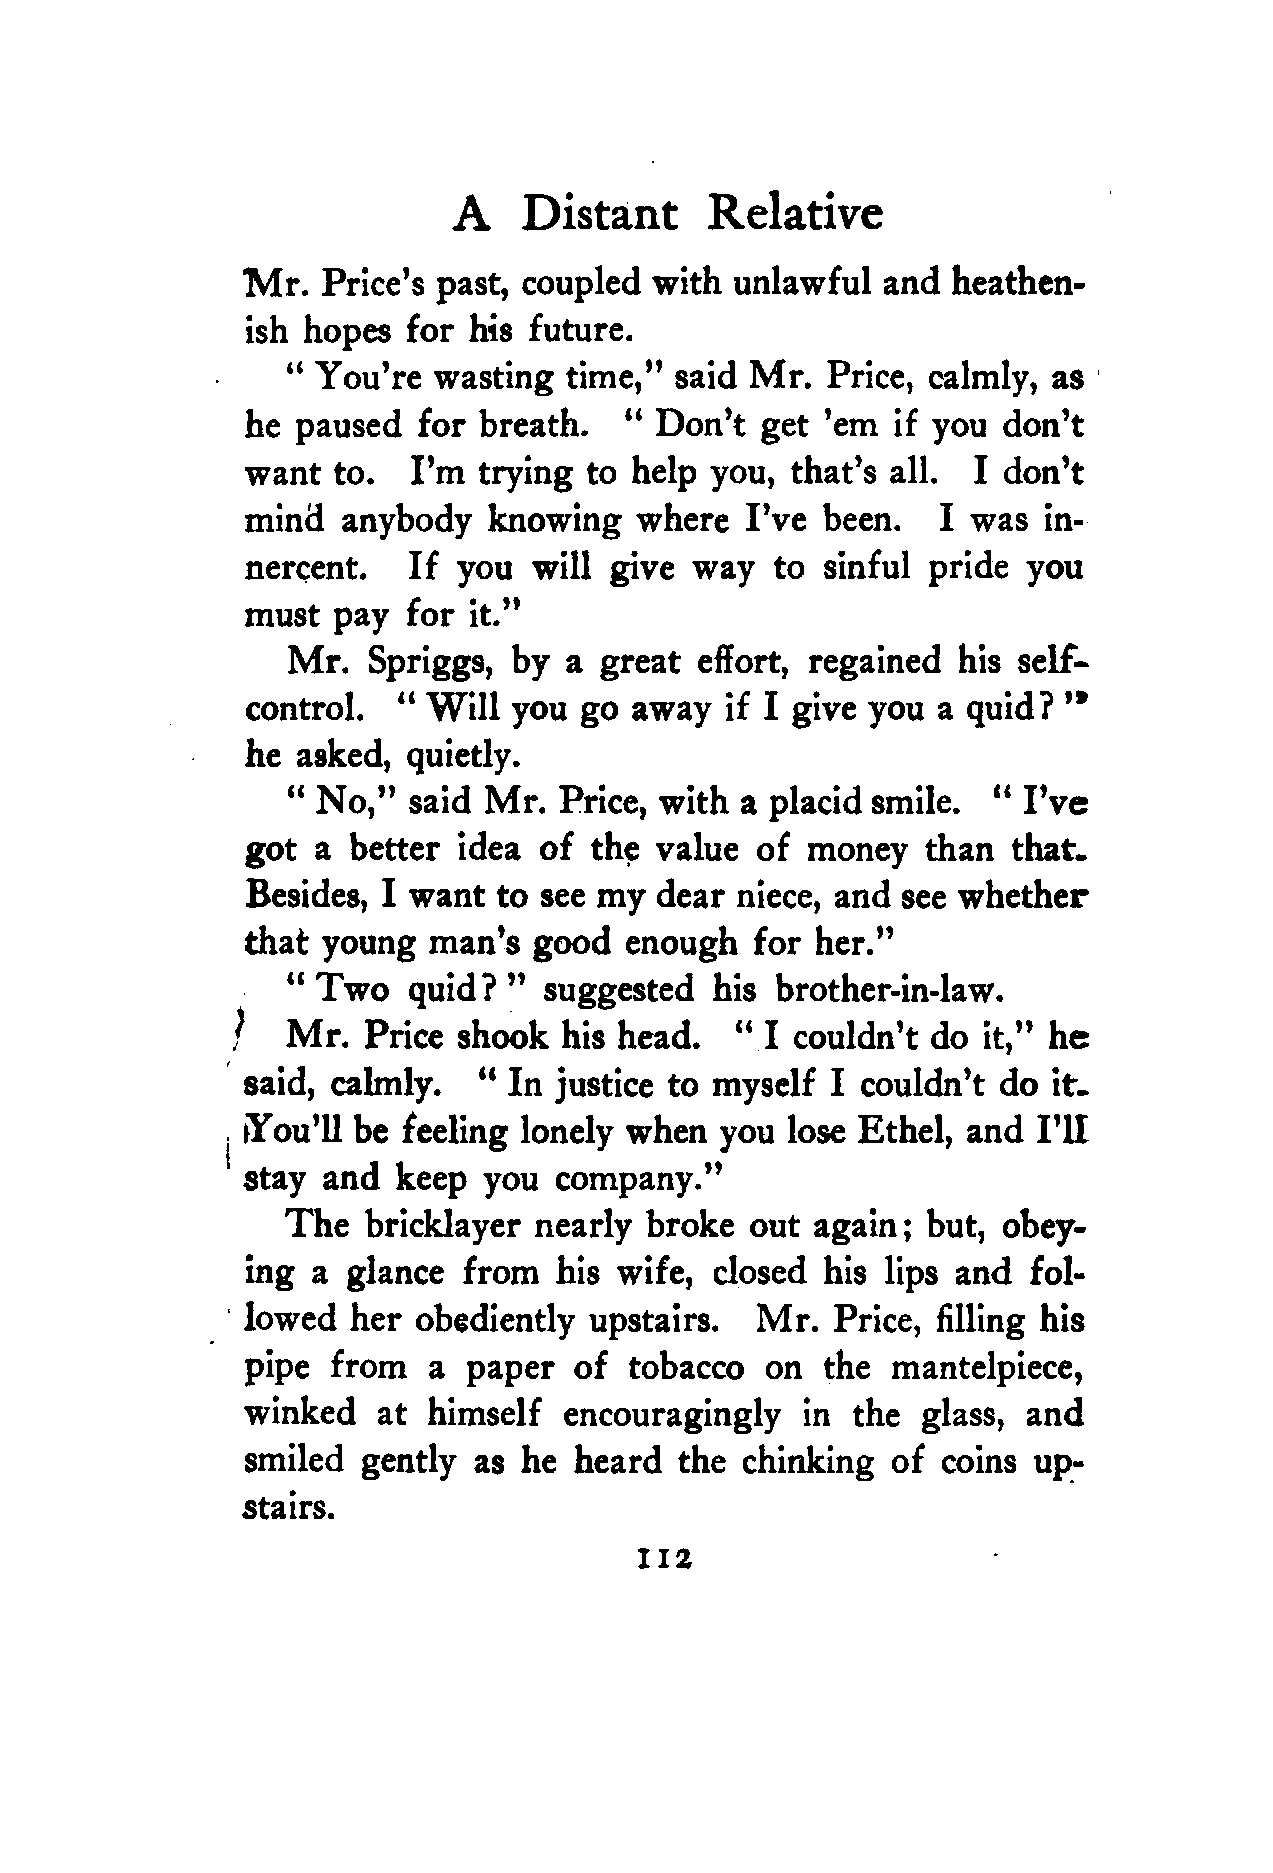 A Distant Relative
Mr. Price's past, coupled with unlawful and heathen-
ish hopes for his future.
" You're wasting time," said Mr. Price, calmly, as
he paused for breath. " Don't get 'em if you don't
want to. I'm trying to help you, that's all. I don't
mind anybody knowing where I've been. I was in-
nercent. If you will give way to sinful pride you
must pay for it."
Mr. Spriggs, by a great effort, regained his self-
control. " Will you go away if I give you a quid? "
he asked, quietly.
" No," said Mr. Price, with a placid smile. " I've
got a better idea of the value of money than that.
Besides, I want to see my dear niece, and see whether
that young man's good enough for her."
" Two quid? " suggested his brother-in-law.
Mr. Price shook his head. " I couldn't do it," he
said, calmly. " In justice to myself I couldn't do it.
You'll be feeling lonely when you lose Ethel, and I'll
stay and keep you company."
The bricklayer nearly broke out again; but, obey-
ing a glance from his wife, closed his lips and fol-
lowed her obediently upstairs. Mr. Price, filling his
pipe from a paper of tobacco on the mantelpiece,
winked at himself encouragingly in the glass, and
smiled gently as he heard the chinking of coins up-
stairs.
112